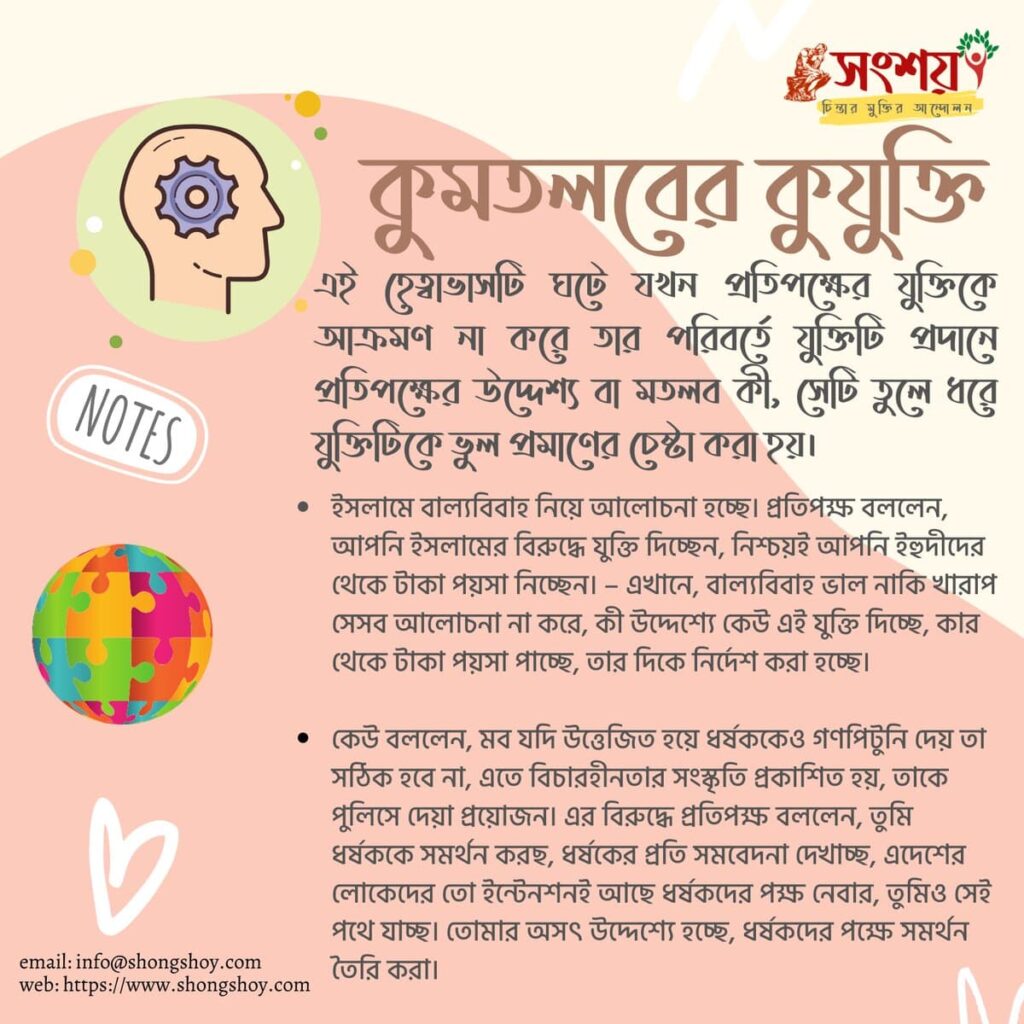 সংশয়
চিন্তার মুক্তির আন্দোলন
কুমতলবের কুযুক্তি
এই হেত্বাভাসটি ঘটে যখন প্রতিপক্ষের যুক্তিকে
আক্রমণ না করে তার পরিবর্তে যুক্তিটি প্রদানে
প্রতিপক্ষের উদ্দেশ্য বা মতলব কী, সেটি তুলে ধরে
যুক্তিটিকে ভুল প্রমাণের চেষ্টা করা হয়।
NOTES
• ইসলামে বাল্যবিবাহ নিয়ে আলোচনা হচ্ছে। প্রতিপক্ষ বললেন,
আপনি ইসলামের বিরুদ্ধে যুক্তি দিচ্ছেন, নিশ্চয়ই আপনি ইহুদীদের
থেকে টাকা পয়সা নিচ্ছেন। – এখানে, বাল্যবিবাহ ভাল নাকি খারাপ
সেসব আলোচনা না করে, কী উদ্দেশ্যে কেউ এই যুক্তি দিচ্ছে, কার
থেকে টাকা পয়সা পাচ্ছে, তার দিকে নির্দেশ করা হচ্ছে।
• কেউ বললেন, মব যদি উত্তেজিত হয়ে ধর্ষককেও গণপিটুনি দেয় তা
সঠিক হবে না, এতে বিচারহীনতার সংস্কৃতি প্রকাশিত হয়, তাকে
পুলিসে দেয়া প্রয়োজন। এর বিরুদ্ধে প্রতিপক্ষ বললেন, তুমি
ধর্ষককে সমর্থন করছ, ধর্ষকের প্রতি সমবেদনা দেখাচ্ছ, এদেশের
লোকেদের তো ইন্টেনশনই আছে ধর্ষকদের পক্ষ নেবার, তুমিও সেই
পথে যাচ্ছ। তোমার অসৎ উদ্দেশ্যে হচ্ছে, ধর্ষকদের পক্ষে সমর্থন
তৈরি করা।
email: info@shongshoy.com
web: https://www.shongshoy.com